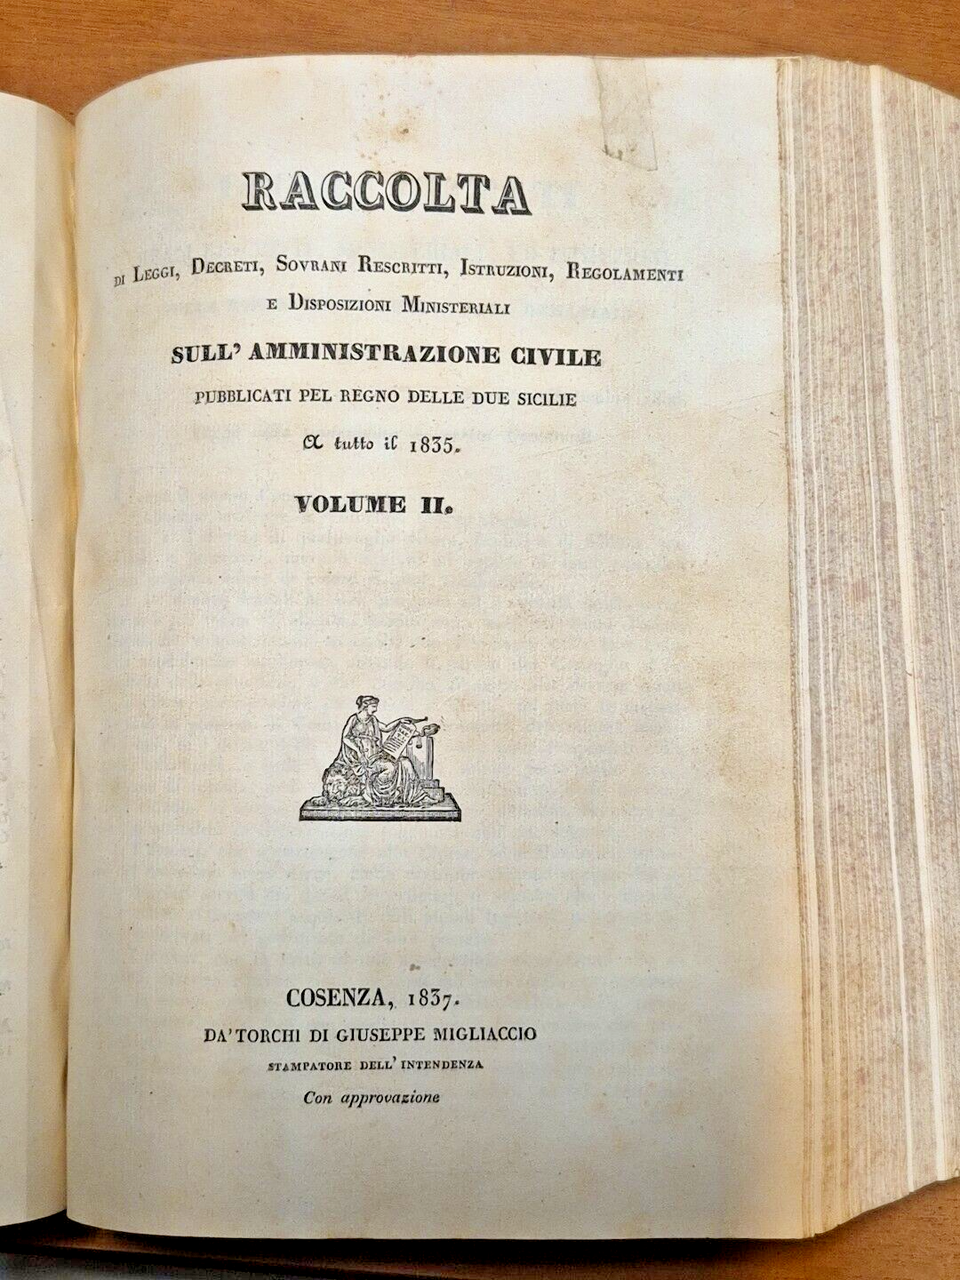 RACCOLTA
DI LEGGI, DECRETI, SOVRANI RESCRITTI, ISTRUZIONI, REGOLAMENTI
E DISPOSIZIONI MINISTERIALI
SULL' AMMINISTRAZIONE CIVILE
PUBBLICATI PEL REGNO DELLE DUE SICILIE
A tutto il 1835.
VOLUME II.
COSENZA, 1837.
DA' TORCHI DI GIUSEPPE MIGLIACCIO
STAMPATORE DELL' INTENDENZA
Con approvazione